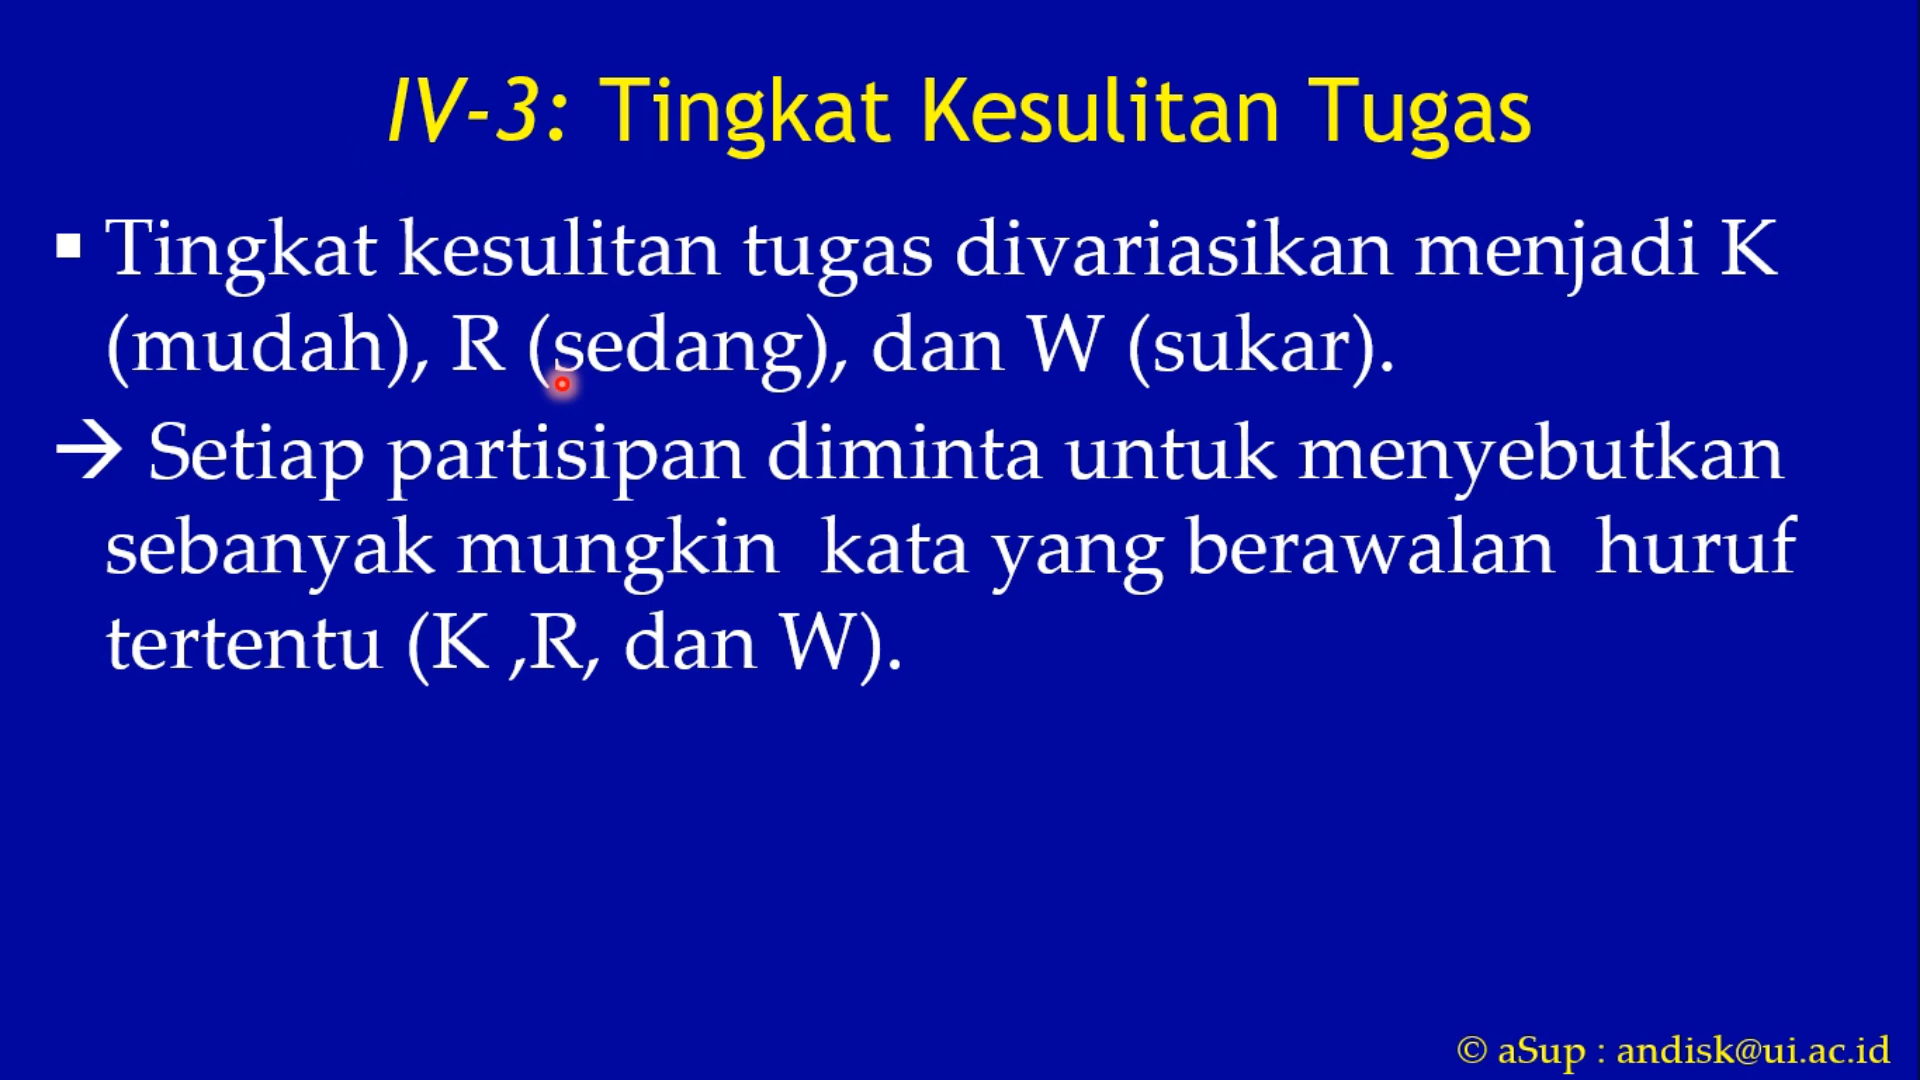 IV-3: Tingkat Kesulitan Tugas
▪ Tingkat kesulitan tugas divariasikan menjadi K
(mudah), R (sedang), dan W (sukar).
→ Setiap partisipan diminta untuk menyebutkan
sebanyak mungkin kata yang berawalan huruf
tertentu (K ,R, dan W).
© aSup : andisk@ui.ac.id